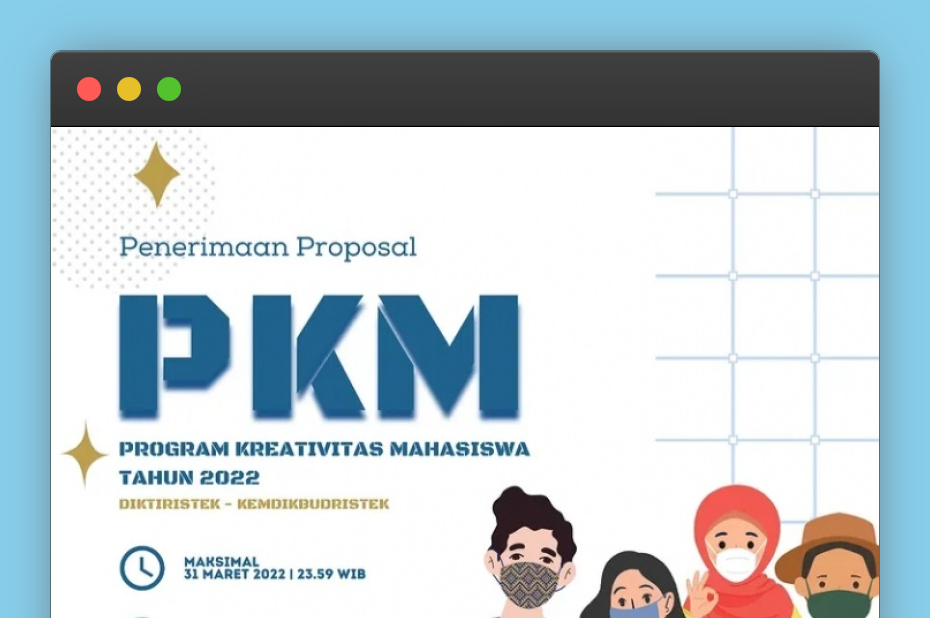 Penerimaan Proposal
PKM
PROGRAM KREATIVITAS MAHASISWA
TAHUN 2022
DIKTIRISTEK - KEMDIKBUDRISTEK
MAKSIMAL
31 MARET 2022 | 23.59 WIB